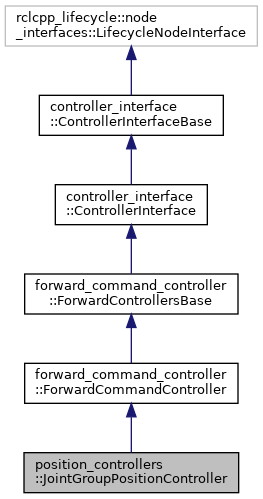 rclcpp_lifecycle::node
_interfaces::LifecycleNodeInterface
controller_interface
::ControllerInterfaceBase
controller_interface
::ControllerInterface
forward_command_controller
::ForwardControllersBase
forward_command_controller
::ForwardCommandController
position_controllers
::JointGroupPositionController